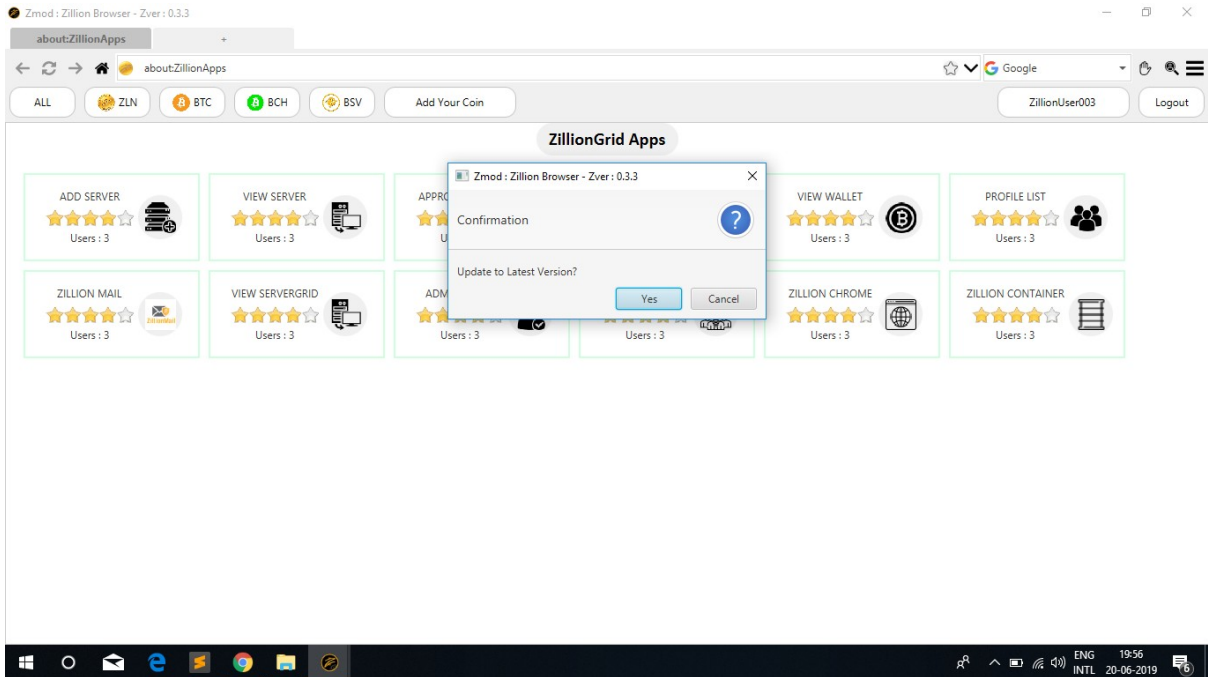 Zmod : Zillion Browser - Zver : 0.3.3
about:ZillionApps
+
about:ZillionApps
Google
ALL
ZLN
BTC
BCH
BSV
Add Your Coin
ZillionUser003
Logout
ZillionGrid Apps
ADD SERVER
Users : 3
VIEW SERVER
Users : 3
VIEW WALLET
Users : 3
PROFILE LIST
Users : 3
Zmod : Zillion Browser - Zver : 0.3.3
Confirmation
Update to Latest Version?
Yes
Cancel
ZILLION MAIL
Users : 3
VIEW SERVERGRID
Users : 3
ADM
Users : 3
Users : 3
ZILLION CHROME
Users : 3
ZILLION CONTAINER
Users : 3
ENG
INTL
19:56
20-06-2019
6